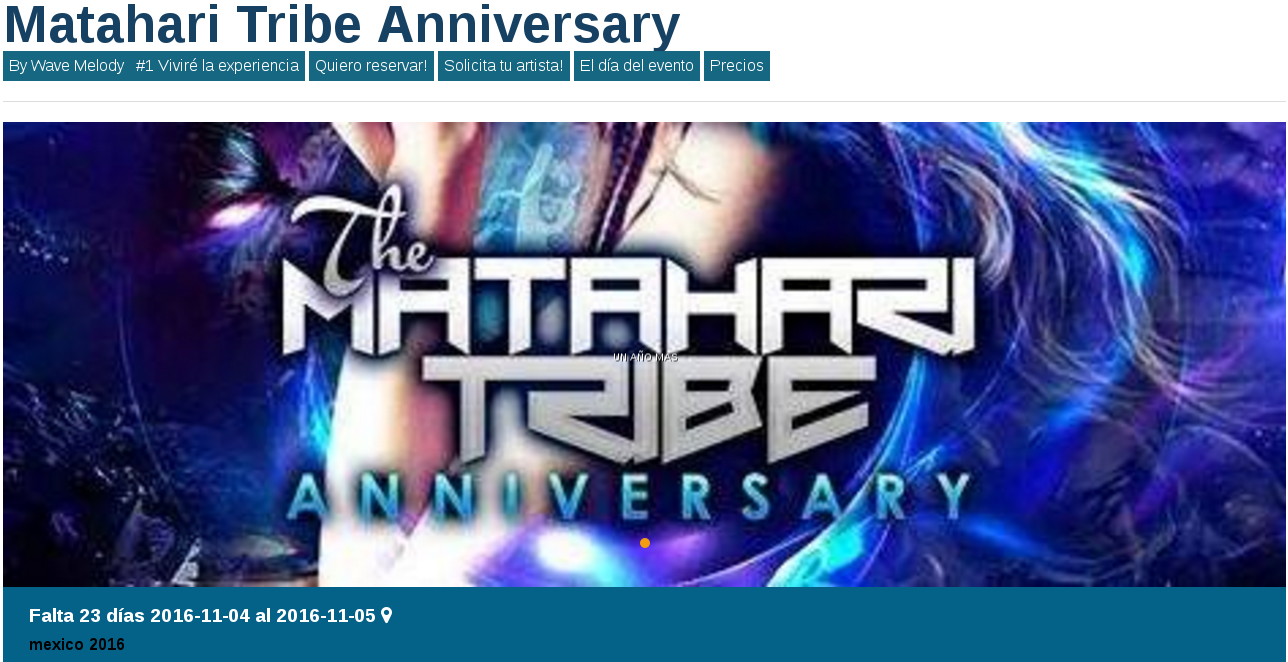 Matahari Tribe Anniversary
By Wave Melody #1 Viviré la experiencia Quiero reservar! Solicita tu artista! El día del evento Precios
The
MATAHARI
UN AÑO MAS
TRIBE
ANNIVERSARY
Falta 23 días 2016-11-04 al 2016-11-05
mexico 2016